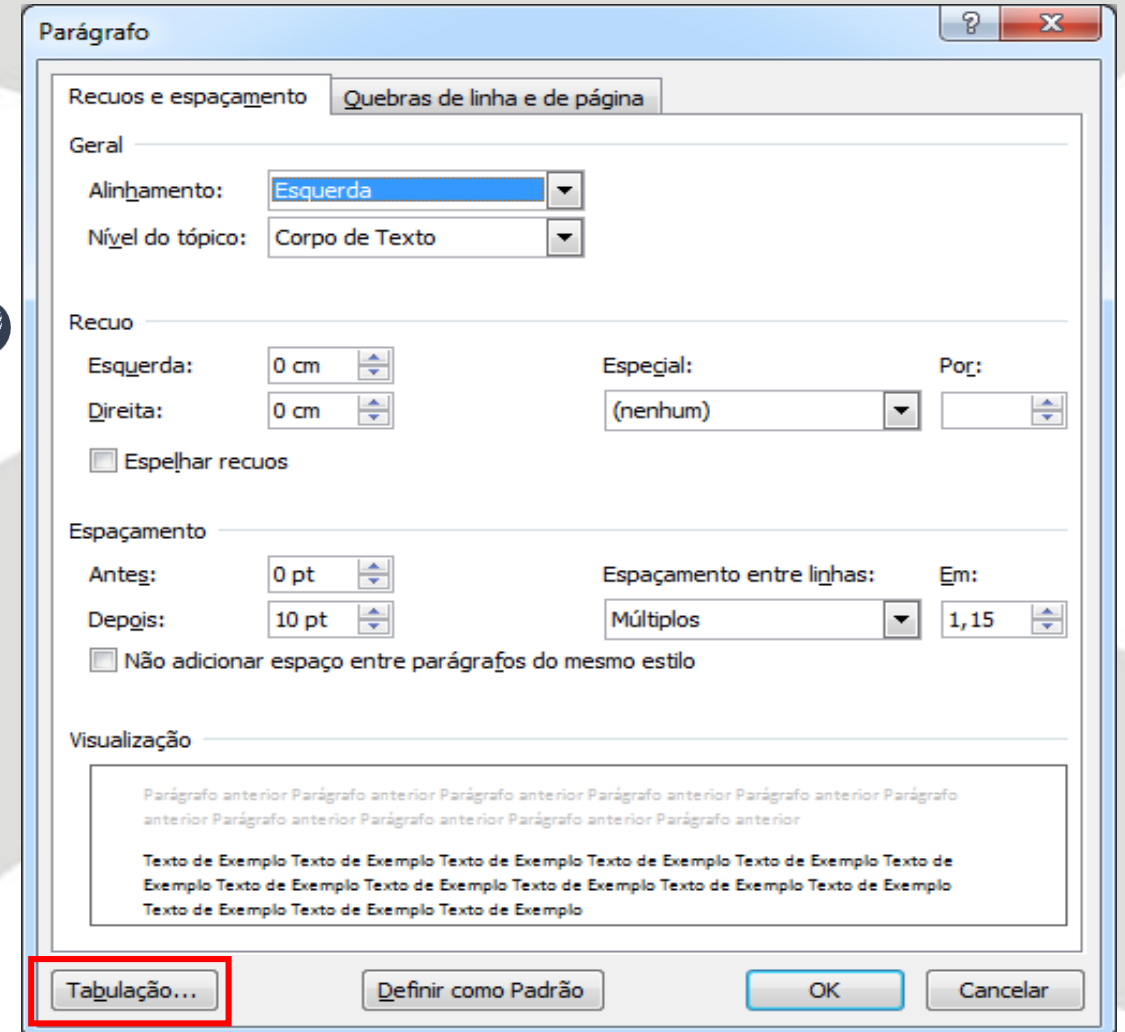 Parágrafo
Recuos e espaçamento Quebras de linha e de página
Geral
Alinhamento: Esquerda
Nível do tópico: Corpo de Texto
Recuo
Esquerda: 0 cm Especial: Por:
Direita: 0 cm (nenhum)
Espelhar recuos
Espaçamento
Antes: 0 pt Espaçamento entre linhas: Em:
Depois: 10 pt Múltiplos 1,15
Não adicionar espaço entre parágrafos do mesmo estilo
Visualização
Parágrafo anterior Parágrafo anterior Parágrafo anterior Parágrafo anterior Parágrafo anterior Parágrafo
anterior Parágrafo anterior Parágrafo anterior Parágrafo anterior Parágrafo anterior
Texto de Exemplo Texto de Exemplo Texto de Exemplo Texto de Exemplo Texto de Exemplo Texto de
Exemplo Texto de Exemplo Texto de Exemplo Texto de Exemplo Texto de Exemplo Texto de Exemplo
Texto de Exemplo Texto de Exemplo Texto de Exemplo
Tabulação... Definir como Padrão OK Cancelar